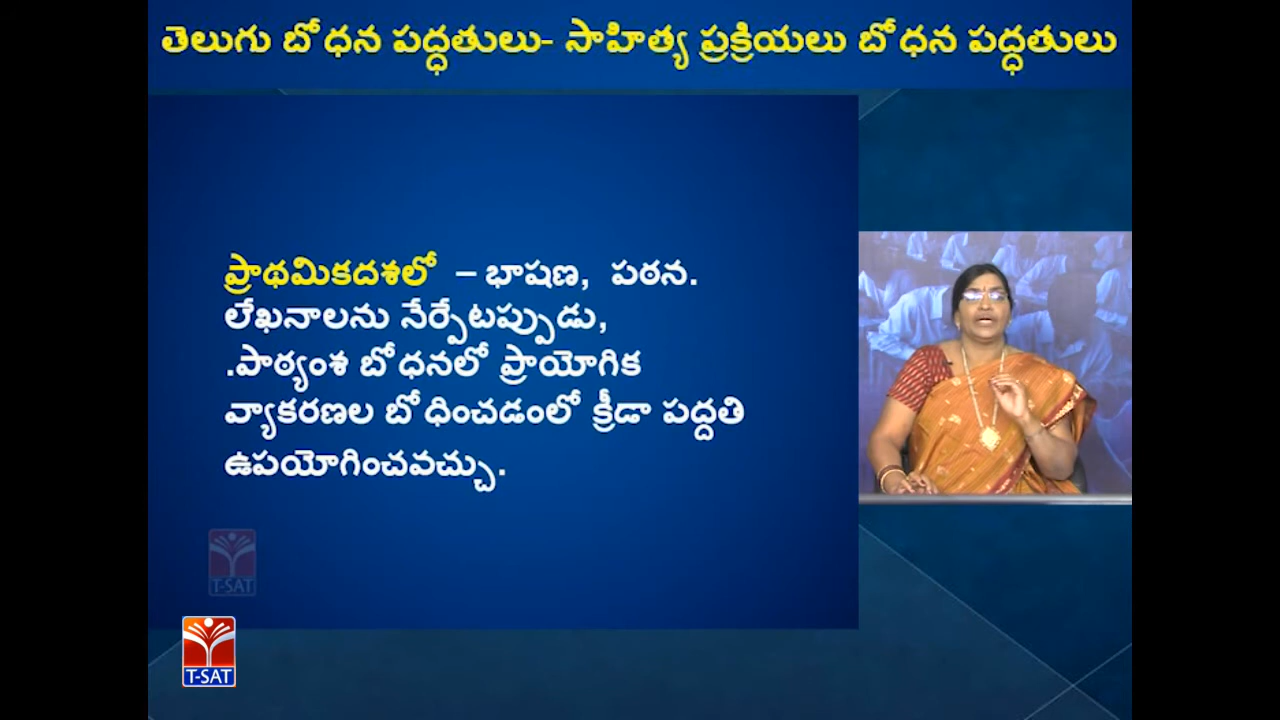 తెలుగు బోధన పద్ధతులు- సాహిత్య ప్రక్రియలు బోధన పద్ధతులు
ప్రాథమికదశలో – భాషణ, పఠన.
లేఖనాలను నేర్పేటప్పుడు,
.పాఠ్యంశ బోధనలో ప్రాయోగిక
వ్యాకరణల బోధించడంలో క్రీడా పద్దతి
ఉపయోగించవచ్చు.
T-SAT
T-SAT